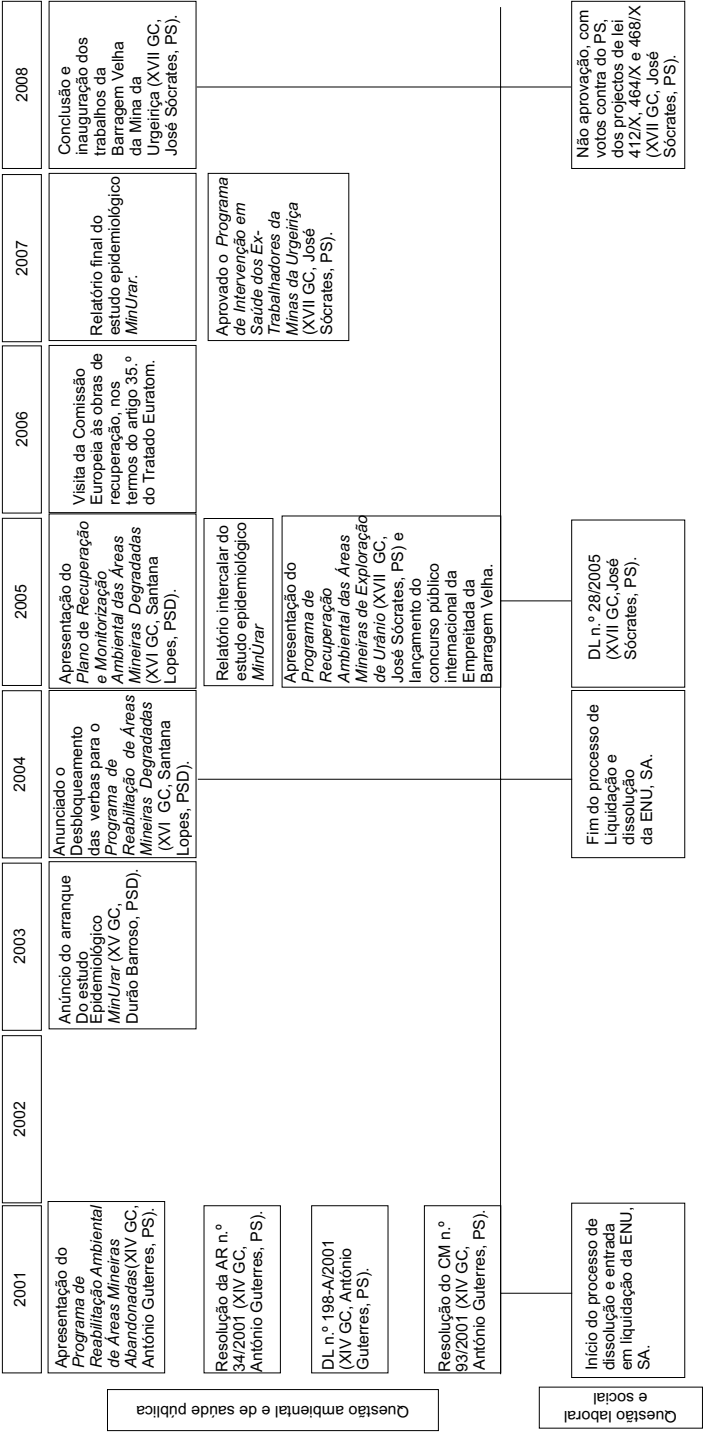 2001
2002
2003
2004
2005
2006
2007
2008
Questão ambiental e de saúde pública
Apresentação do
Programa de
Reabilitação Ambiental
de Áreas Mineiras
Abandonadas(XIV GC,
António Guterres, PS).
Resolução da AR n.º
34/2001 (XIV GC,
António Guterres, PS).
DL n.º 198-A/2001
(XIV GC, António
Guterres, PS).
Resolução do CM n.º
93/2001 (XIV GC,
António Guterres, PS).
Anúncio do arranque
Do estudo
Epidemiológico
MinUrar (XV GC,
Durão Barroso, PSD).
Anunciado o
Desbloqueamento
das verbas para o
Programa de
Reabilitação de Áreas
Mineiras Degradadas
(XVI GC, Santana
Lopes, PSD).
Apresentação do
Plano de Recuperação
e Monitorização
Ambiental das Áreas
Mineiras Degradadas
(XVI GC, Santana
Lopes, PSD).
Relatório intercalar do
estudo epidemiológico
MinUrar
Apresentação do
Programa de
Recuperação
Ambiental das Áreas
Mineiras de Exploração
de Urânio (XVII GC,
José Sócrates, PS) e
lançamento do
concurso público
internacional da
Empreitada da
Barragem Velha.
Visita da Comissão
Europeia às obras de
recuperação, nos
termos do artigo 35.º
do Tratado Euratom.
Relatório final do
estudo epidemiológico
MinUrar.
Aprovado o Programa
de Intervenção em
Saúde dos Ex-
Trabalhadores da
Minas da Urgeiriça
(XVII GC, José
Sócrates, PS).
Conclusão e
inauguração dos
trabalhos da
Barragem Velha
da Mina da
Urgeiriça (XVII GC,
José Sócrates, PS).
Questão laboral
e social
Início do processo de
dissolução e entrada
em liquidação da ENU,
SA.
Fim do processo de
Liquidação e
dissolução
da ENU, SA.
DL n.º 28/2005
(XVII GC,José
Sócrates, PS).
Não aprovação, com
votos contra do PS,
dos projectos de lei
412/X, 464/X e 468/X
(XVII GC, José
Sócrates, PS).